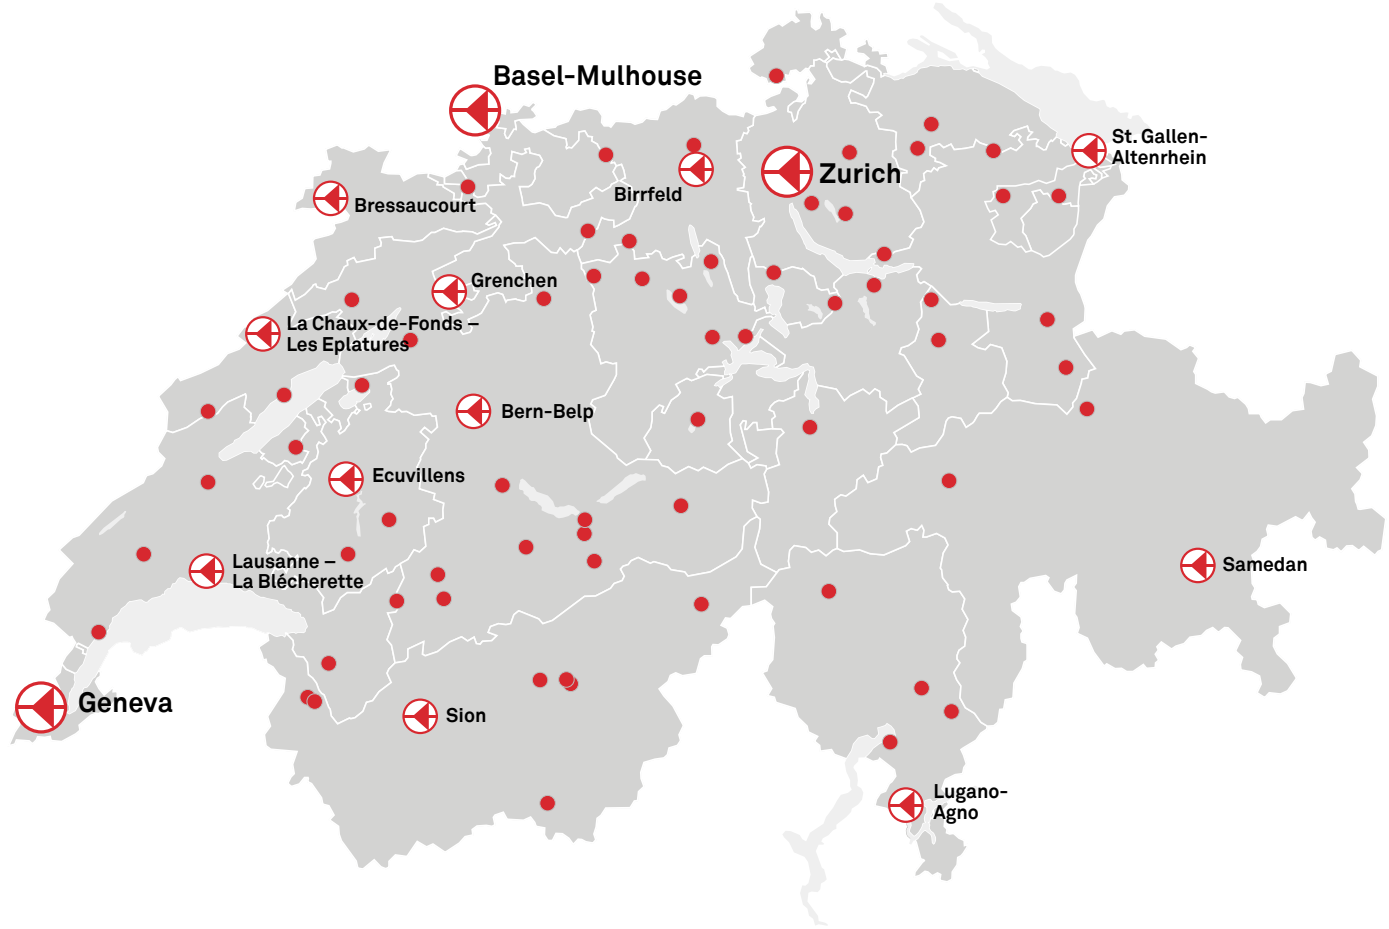 Basel-Mulhouse
St. Gallen-
Altenrhein
Zurich
Birrfeld
Bressaucourt
Grenchen
La Chaux-de-Fonds –
Les Eplatures
Bern-Belp
Ecuvillens
Lausanne –
La Blécherette
Samedan
Geneva
Sion
Lugano-
Agno